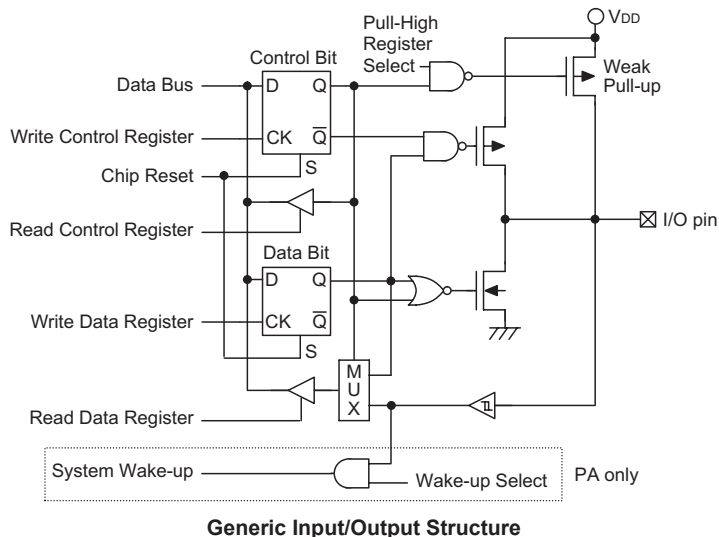 VDD
Pull-High
Register
Select
Control Bit
Weak
Pull-up
Data Bus
D
Q
Write Control Register
CK
Q
S
Chip Reset
Read Control Register
I/O pin
Data Bit
D
Q
Write Data Register
CK
Q
S
M
U
X
Read Data Register
System Wake-up
Wake-up Select
PA only
Generic Input/Output Structure